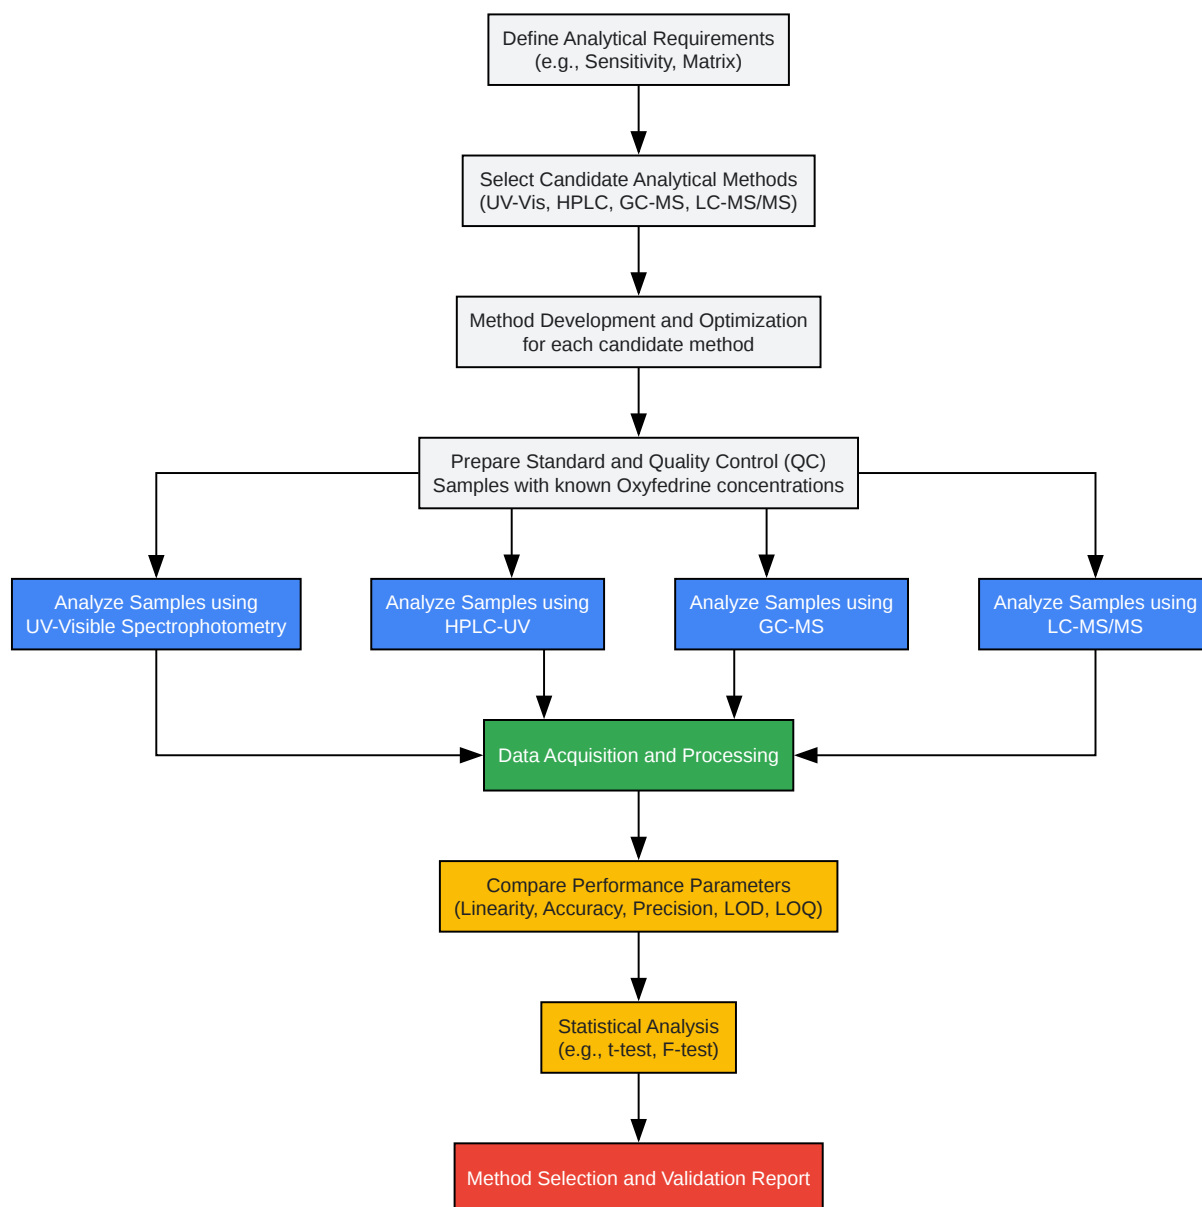 Define Analytical Requirements
(e.g., Sensitivity, Matrix)
Select Candidate Analytical Methods
(UV-Vis, HPLC, GC-MS, LC-MS/MS)
Method Development and Optimization
for each candidate method
Prepare Standard and Quality Control (QC)
Samples with known Oxyfedrine concentrations
Analyze Samples using
UV-Visible Spectrophotometry
Analyze Samples using
HPLC-UV
Analyze Samples using
GC-MS
Analyze Samples using
LC-MS/MS
Data Acquisition and Processing
Compare Performance Parameters
(Linearity, Accuracy, Precision, LOD, LOQ)
Statistical Analysis
(e.g., t-test, F-test)
Method Selection and Validation Report